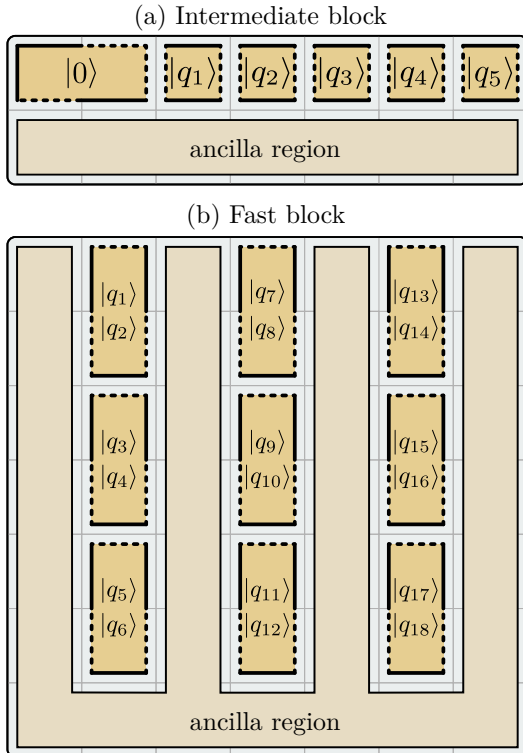 (a) Intermediate block
|0⟩ |q₁⟩ |q₂⟩ |q₃⟩ |q₄⟩ |q₅⟩
ancilla region
(b) Fast block
|q₁⟩ |q₇⟩ |q₁₃⟩
|q₂⟩ |q₈⟩ |q₁₄⟩
|q₃⟩ |q₉⟩ |q₁₅⟩
|q₄⟩ |q₁₀⟩ |q₁₆⟩
|q₅⟩ |q₁₁⟩ |q₁₇⟩
|q₆⟩ |q₁₂⟩ |q₁₈⟩
ancilla region